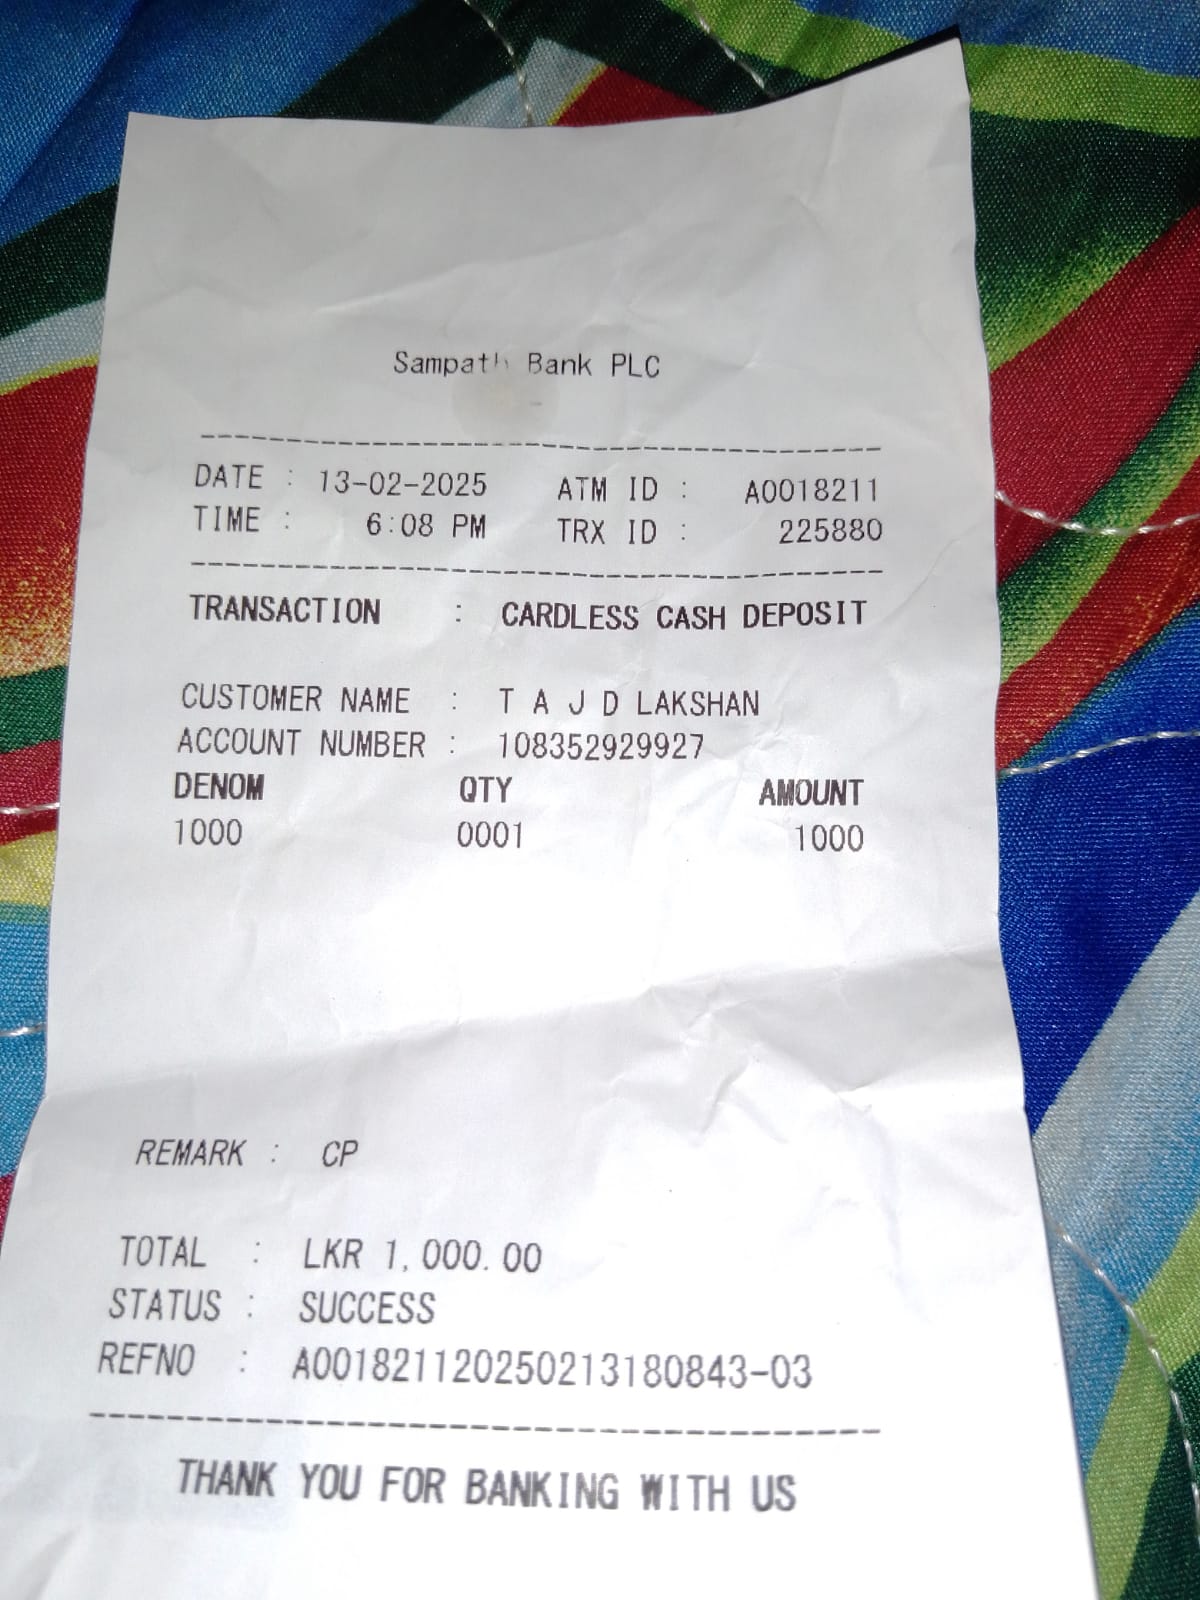 Sampath Bank PLC
DATE : 13-02-2025 ATM ID : A0018211
TIME : 6:08 PM TRX ID : 225880
TRANSACTION : CARDLESS CASH DEPOSIT
CUSTOMER NAME : T A J D LAKSHAN
ACCOUNT NUMBER : 108352929927
DENOM QTY AMOUNT
1000 0001 1000
REMARK : CP
TOTAL : LKR 1,000.00
STATUS : SUCCESS
REFNO : A001821120250213180843-03
THANK YOU FOR BANKING WITH US